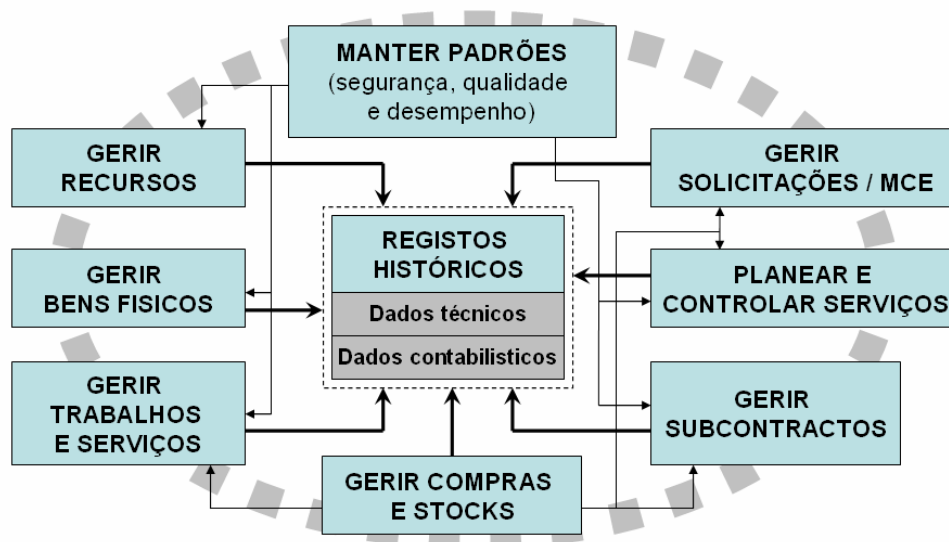 MANTER PADRÕES
(segurança, qualidade
e desempenho)
GERIR
RECURSOS
GERIR
SOLICITAÇÕES / MCE
REGISTOS
HISTÓRICOS
Dados técnicos
Dados contabilisticos
GERIR
BENS FISICOS
PLANEAR E
CONTROLAR SERVIÇOS
GERIR
TRABALHOS
E SERVIÇOS
GERIR
SUBCONTRACTOS
GERIR COMPRAS
E STOCKS